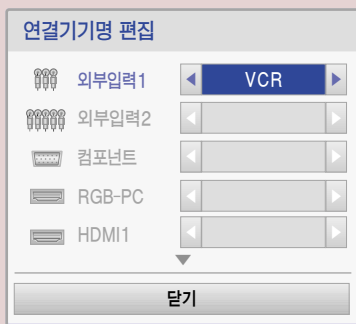 연결기기명 편집
외부입력1 VCR
외부입력2
컴포넌트
RGB-PC
HDMI1
닫기